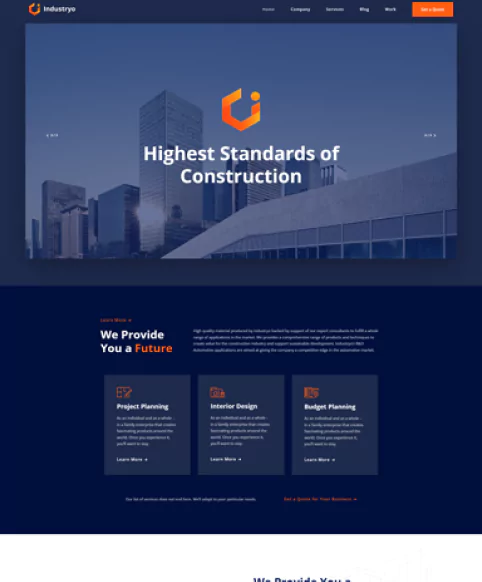 Industryo
Home Company Services Blog Work Get a Quote
Highest Standards of
Construction
Learn More →
We Provide
You a Future
High quality material produced by Industryo backed by support of our expert consultants to fulfill a whole
range of applications in the market. We provide a comprehensive range of products and techniques to
create value for the construction industry and support sustainable development. Industryo's R&D
Automotive applications are aimed at giving the company a competitive edge in the automation market.
Project Planning
As an individual and as a whole -
in a family enterprise that creates
fascinating products around the
world. Once you experience it,
you'll want to stay.
Learn More →
Interior Design
As an individual and as a whole -
in a family enterprise that creates
fascinating products around the
world. Once you experience it,
you'll want to stay.
Learn More →
Budget Planning
As an individual and as a whole -
in a family enterprise that creates
fascinating products around the
world. Once you experience it,
you'll want to stay.
Learn More →
Our list of services does not end here. We'll adapt to your particular needs.
Get a Quote for Your Business →
We Provide You a